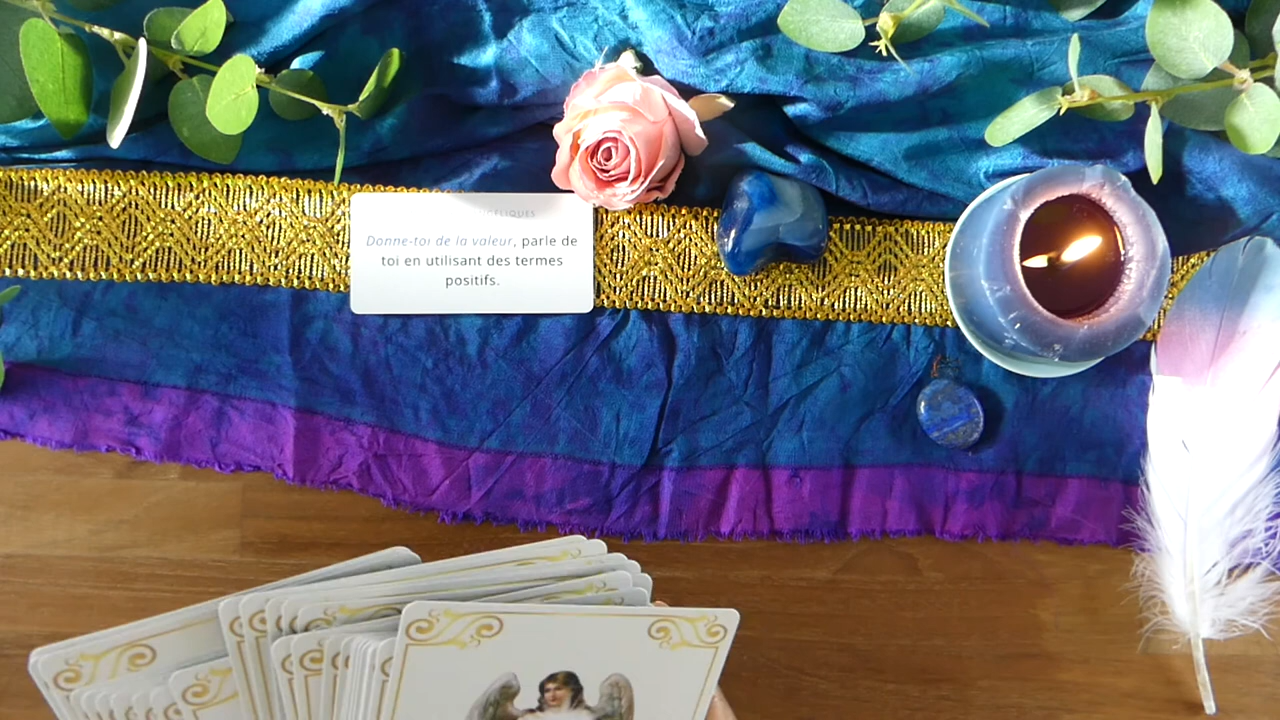 Donne-toi de la valeur, parle de
toi en utilisant des termes
positifs.